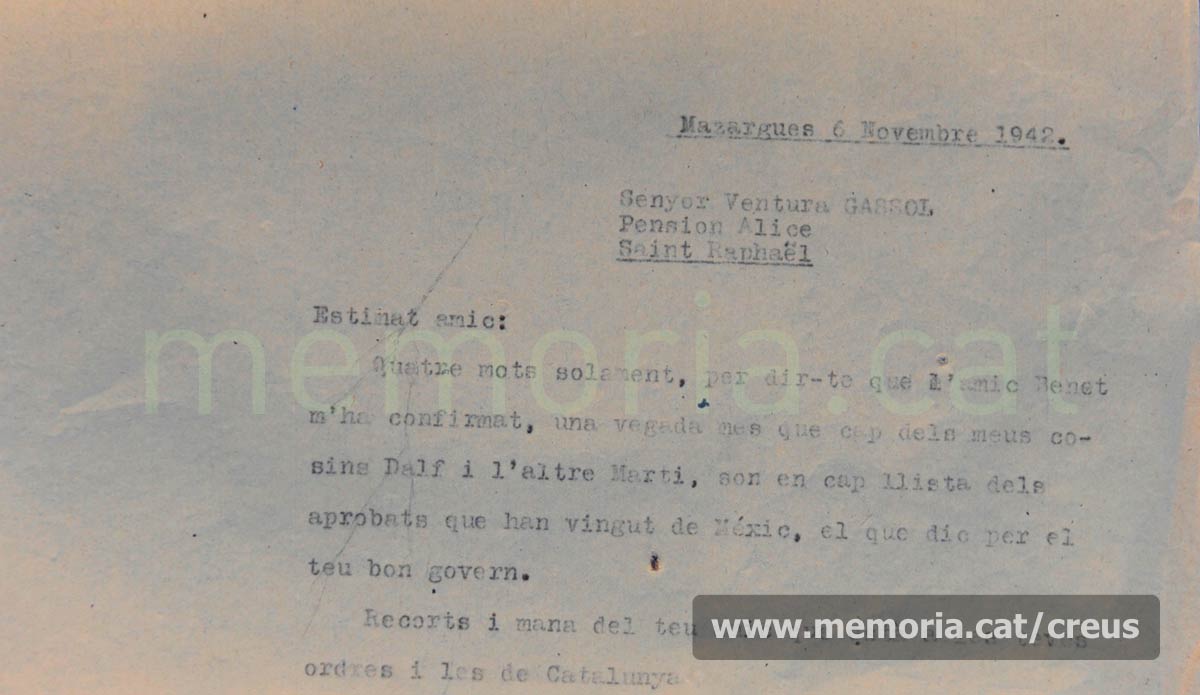 Mazargues 6 Novembre 1942.
Senyor Ventura GASSOL
Pension Alice
Saint Raphaël
Estimat amic:
Quatre mots solament, per dir-te que l'amic Benet
m'ha confirmat, una vegada mes que cap dels meus co-
sins Dalf i l'altre Marti, son en cap llista dels
aprobats que han vingut de Méxic, el que dic per el
teu bon govern.
Recorts i mana del teu
ordres i les de Catalunya
memoria.cat
www.memoria.cat/creus